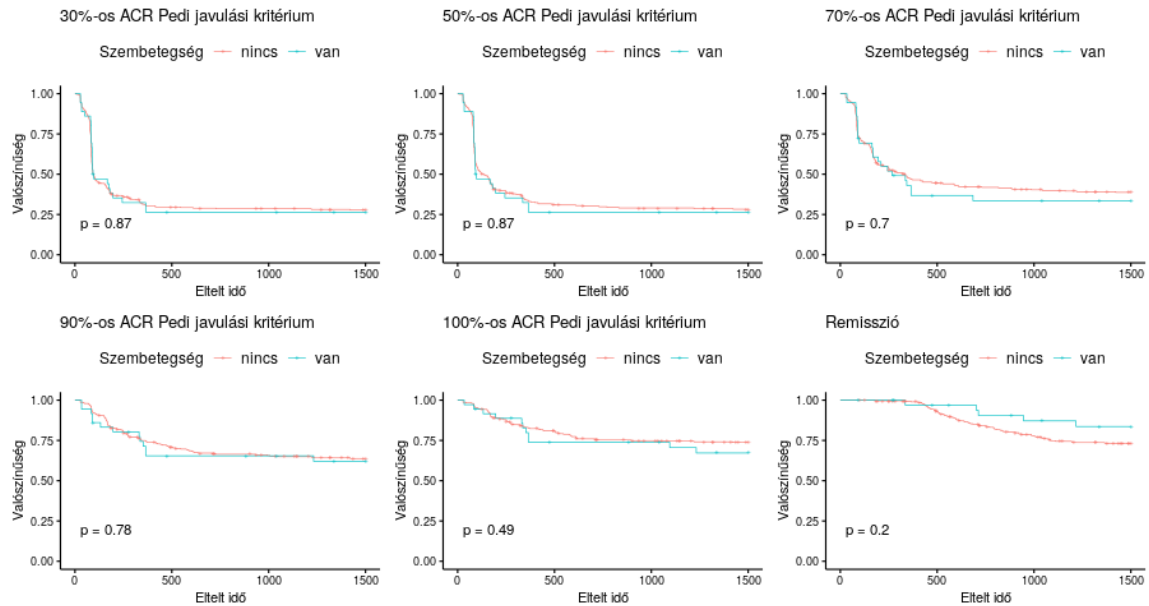 30%-os ACR Pedi javulási kritérium
Szembetegség nincs van
Valószínűség
1.00
0.75
0.50
0.25
0.00
p = 0.87
0 500 1000 1500
Eltelt idő
50%-os ACR Pedi javulási kritérium
Szembetegség nincs van
Valószínűség
1.00
0.75
0.50
0.25
0.00
p = 0.87
0 500 1000 1500
Eltelt idő
70%-os ACR Pedi javulási kritérium
Szembetegség nincs van
Valószínűség
1.00
0.75
0.50
0.25
0.00
p = 0.7
0 500 1000 1500
Eltelt idő
90%-os ACR Pedi javulási kritérium
Szembetegség nincs van
Valószínűség
1.00
0.75
0.50
0.25
0.00
p = 0.78
0 500 1000 1500
Eltelt idő
100%-os ACR Pedi javulási kritérium
Szembetegség nincs van
Valószínűség
1.00
0.75
0.50
0.25
0.00
p = 0.49
0 500 1000 1500
Eltelt idő
Remisszió
Szembetegség nincs van
Valószínűség
1.00
0.75
0.50
0.25
0.00
p = 0.2
0 500 1000 1500
Eltelt idő